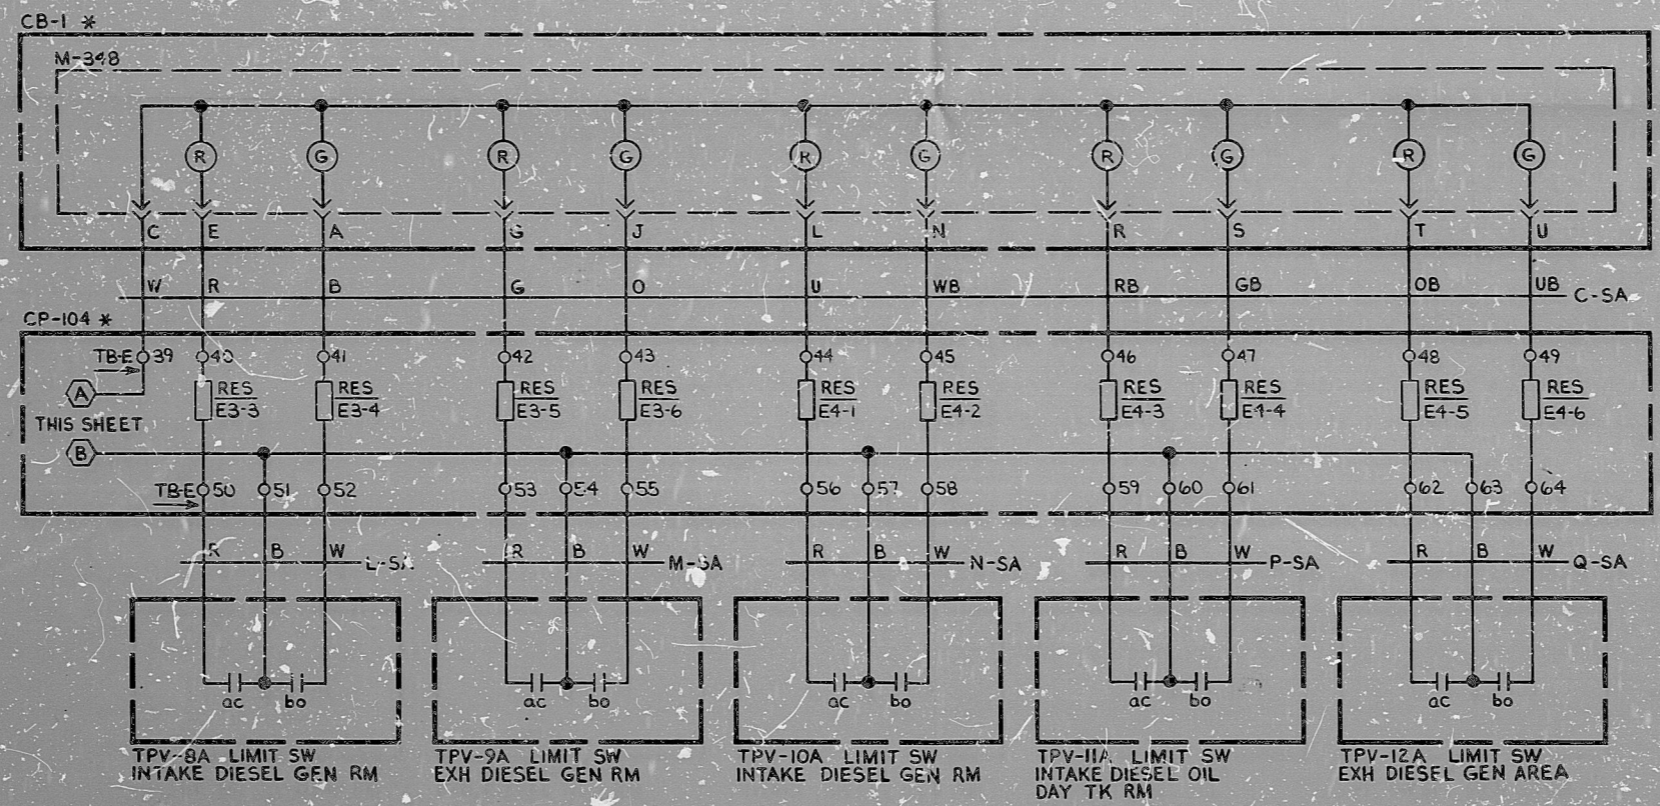 CB-1 *
M-348
R G R G R G R G R G
C E A G J L N R S T U
W R B G O U WB RB GB OB UB C-SA
CP-104 *
TB-E 39 40 41 42 43 44 45 46 47 48 49
A
RES RES RES RES RES RES RES RES RES RES
E3-3 E3-4 E3-5 E3-6 E4-1 E4-2 E4-3 E4-4 E4-5 E4-6
THIS SHEET
B
TB-E 50 51 52 53 54 55 56 57 58 59 60 61 62 63 64
R B W R B W R B W R B W R B W
L-SA M-SA N-SA P-SA Q-SA
ac bo ac bo ac bo ac bo ac bo
TPV-8A LIMIT SW
INTAKE DIESEL GEN RM
TPV-9A LIMIT SW
EXH DIESEL GEN RM
TPV-10A LIMIT SW
INTAKE DIESEL GEN RM
TPV-11A LIMIT SW
INTAKE DIESEL OIL
DAY TK RM
TPV-12A LIMIT SW
EXH DIESEL GEN AREA